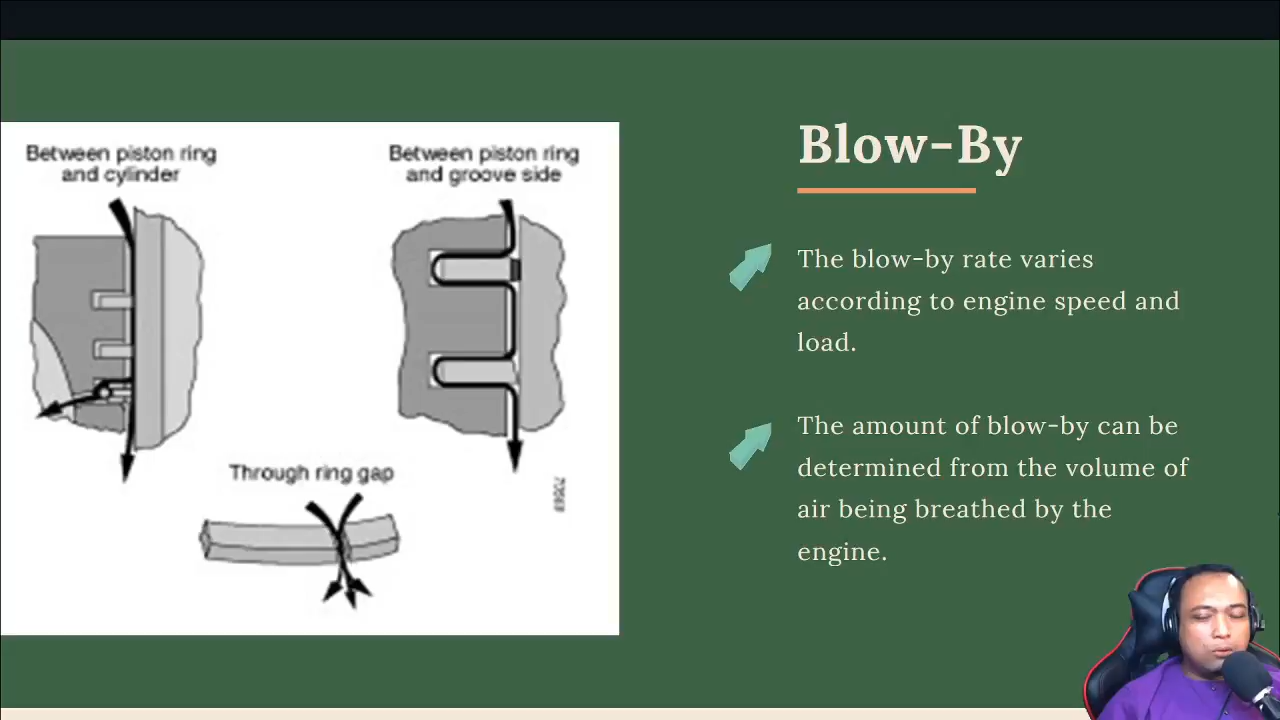 Between piston ring
and cylinder
Between piston ring
and groove side
Through ring gap
Blow-By
The blow-by rate varies
according to engine speed and
load.
The amount of blow-by can be
determined from the volume of
air being breathed by the
engine.